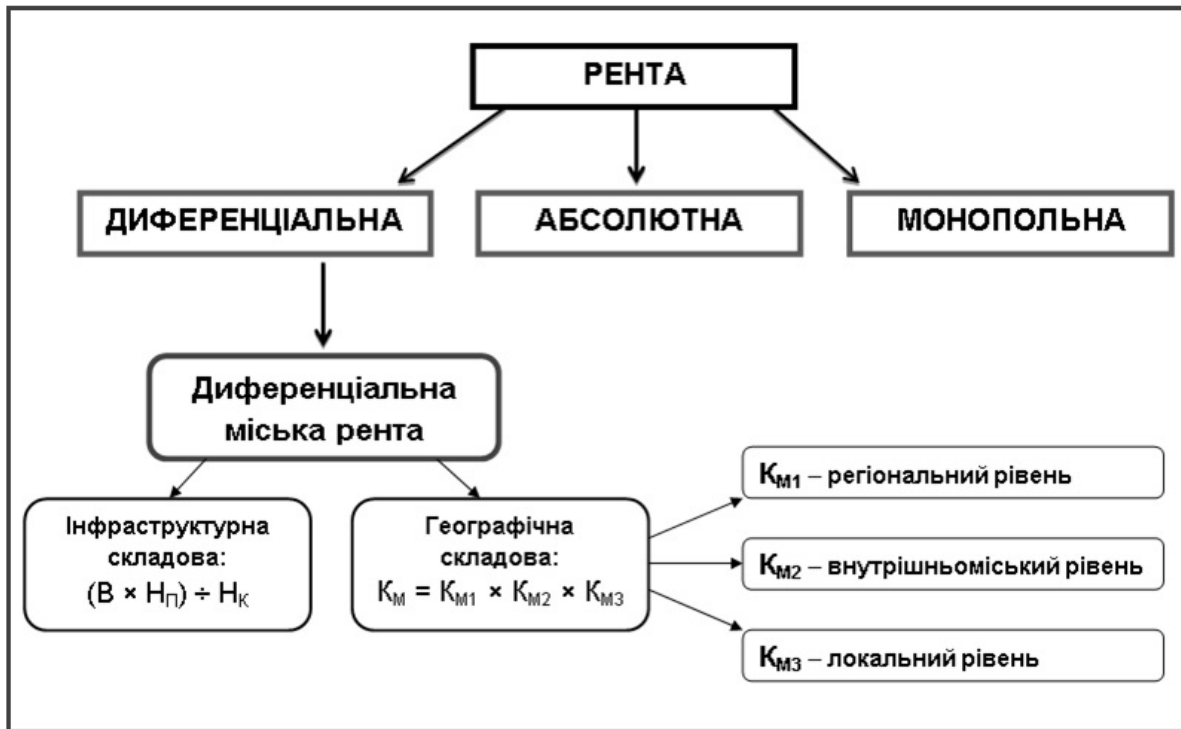 РЕНТА
ДИФЕРЕНЦІАЛЬНА
АБСОЛЮТНА
МОНОПОЛЬНА
Диференціальна
міська рента
Інфраструктурна
складова:
(В × Нп) ÷ Нк
Географічна
складова:
Км = Км1 × Км2 × Км3
Км1 – регіональний рівень
Км2 – внутрішньоміський рівень
Км3 – локальний рівень